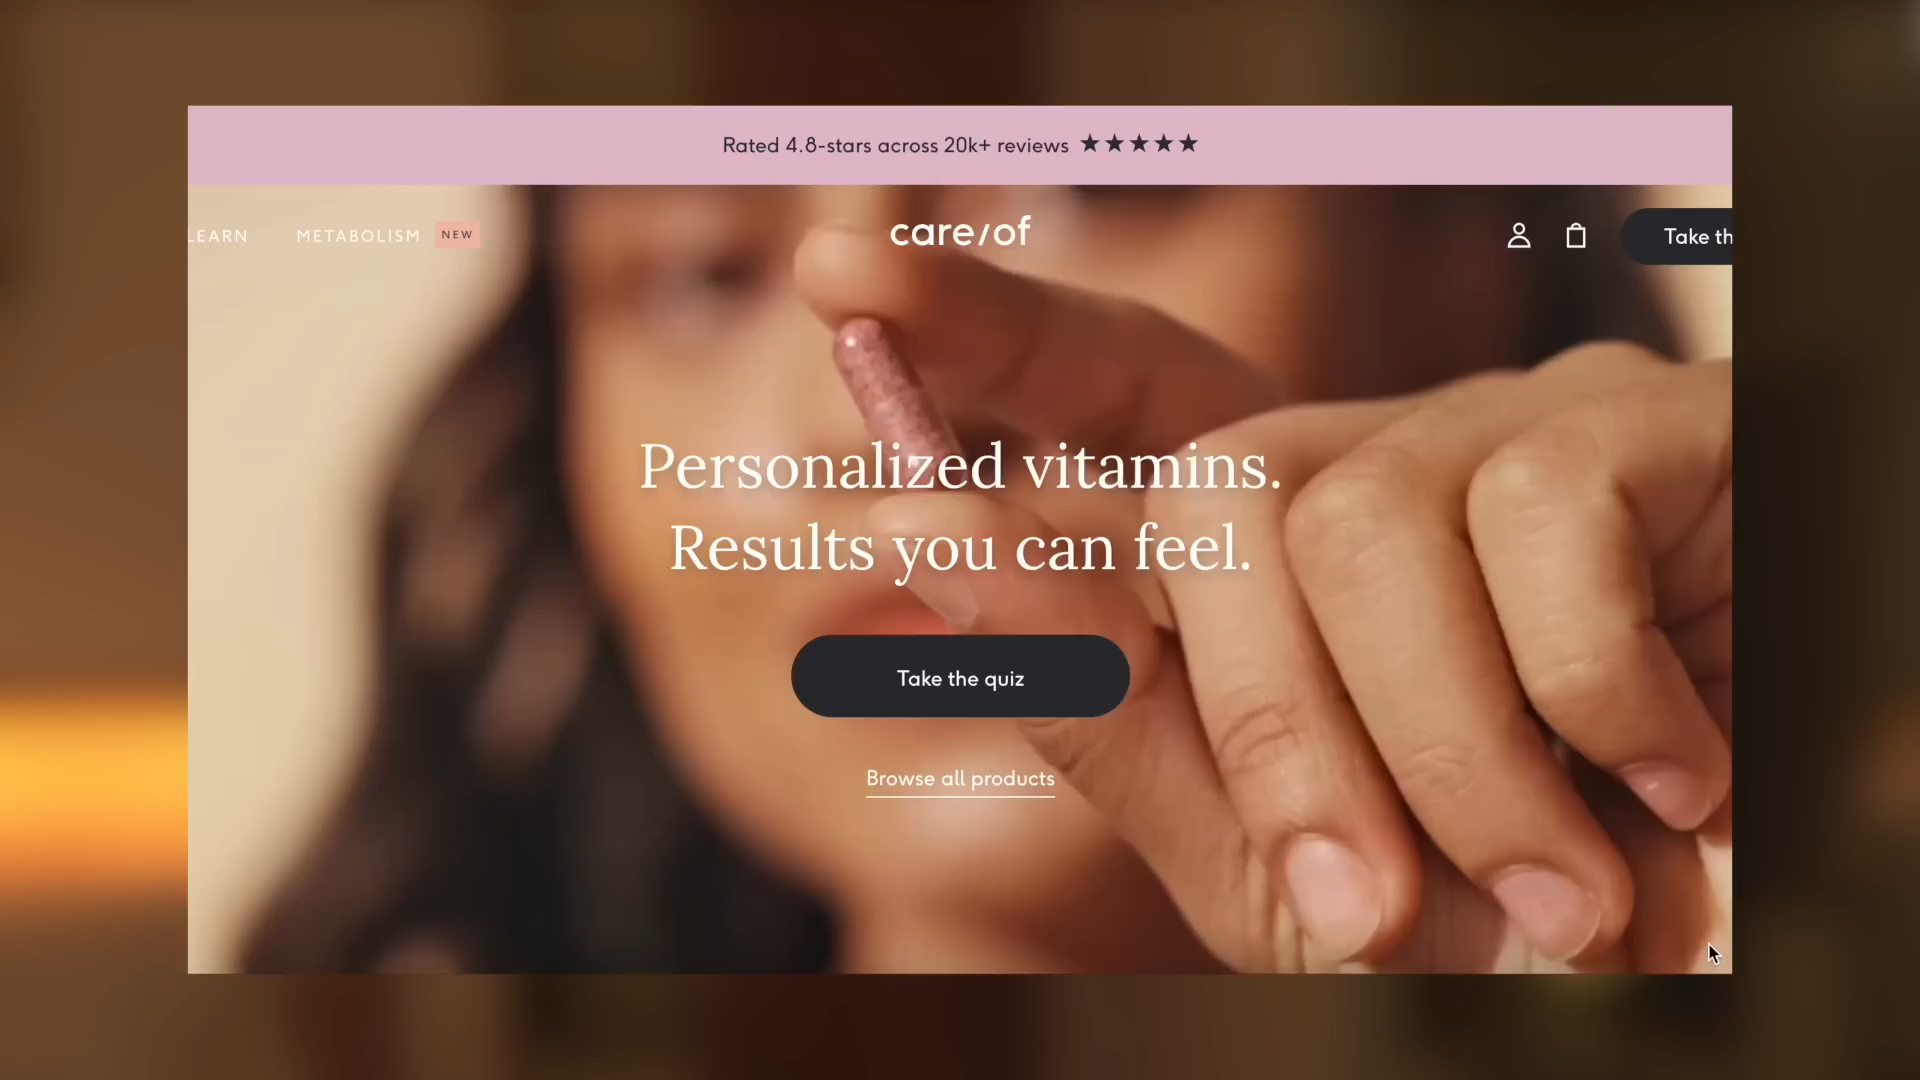 Rated 4.8-stars across 20k+ reviews ★★★★★
LEARN
METABOLISM NEW
care/of
Take th
Personalized vitamins.
Results you can feel.
Take the quiz
Browse all products